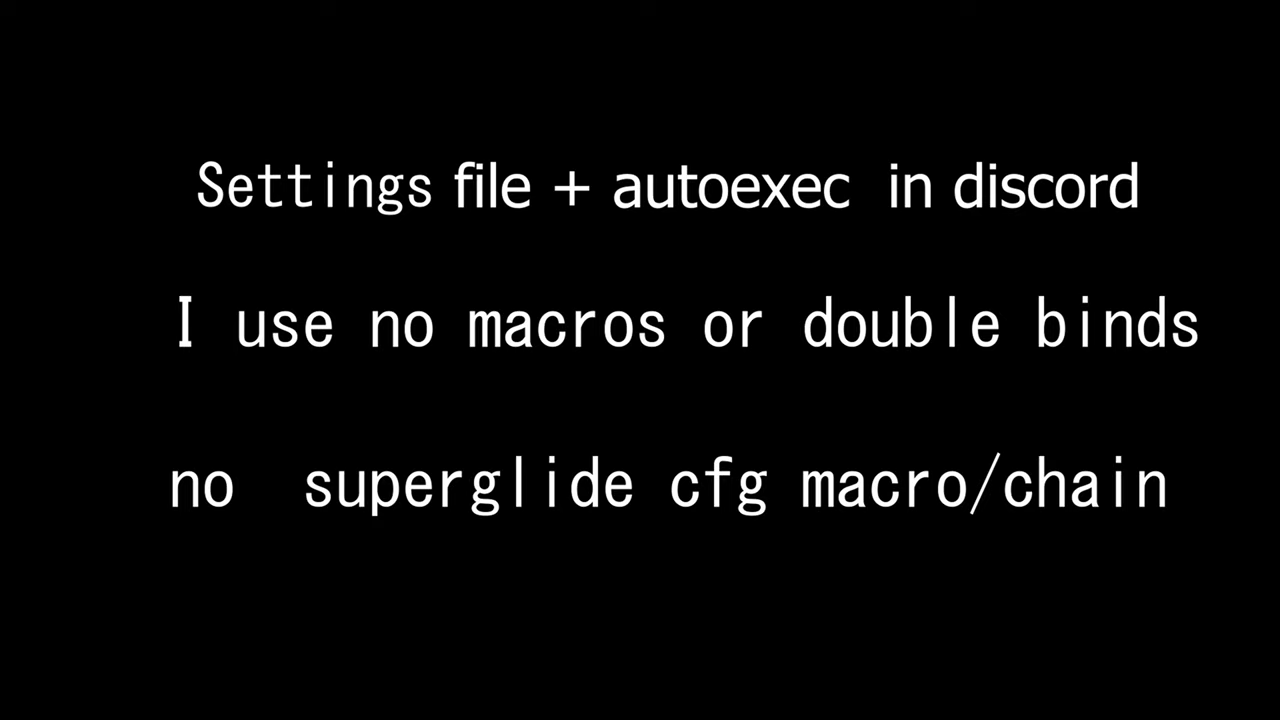 Settings file + autoexec in discord
I use no macros or double binds
no superglide cfg macro/chain